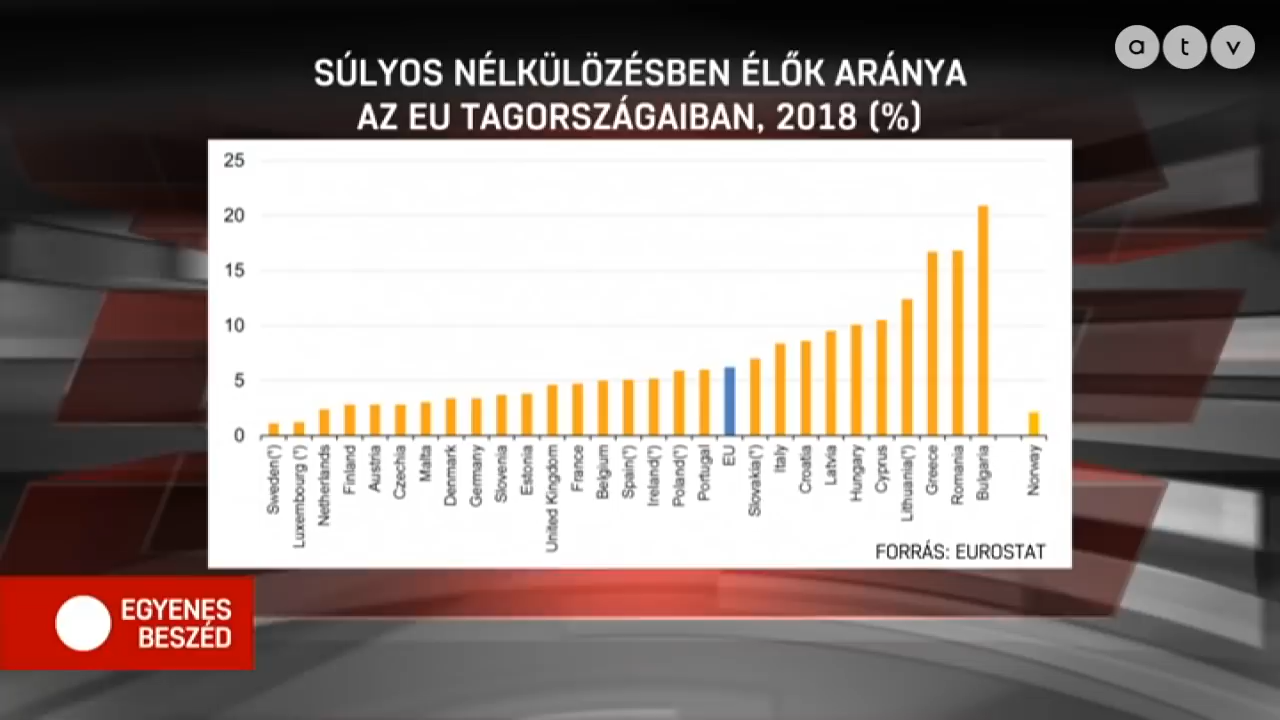 atv
SÚLYOS NÉLKÜLÖZÉSBEN ÉLŐK ARÁNYA
AZ EU TAGORSZÁGAIBAN, 2018 (%)
25
20
15
10
5
0
Sweden(*)
Luxembourg (*)
Netherlands
Finland
Austria
Czechia
Malta
Denmark
Germany
Slovenia
Estonia
United Kingdom
France
Belgium
Spain(*)
Ireland(*)
Poland(*)
Portugal
EU
Slovakia(*)
Italy
Croatia
Latvia
Hungary
Cyprus
Lithuania(*)
Greece
Romania
Bulgaria
Norway
FORRÁS: EUROSTAT
EGYENES
BESZÉD